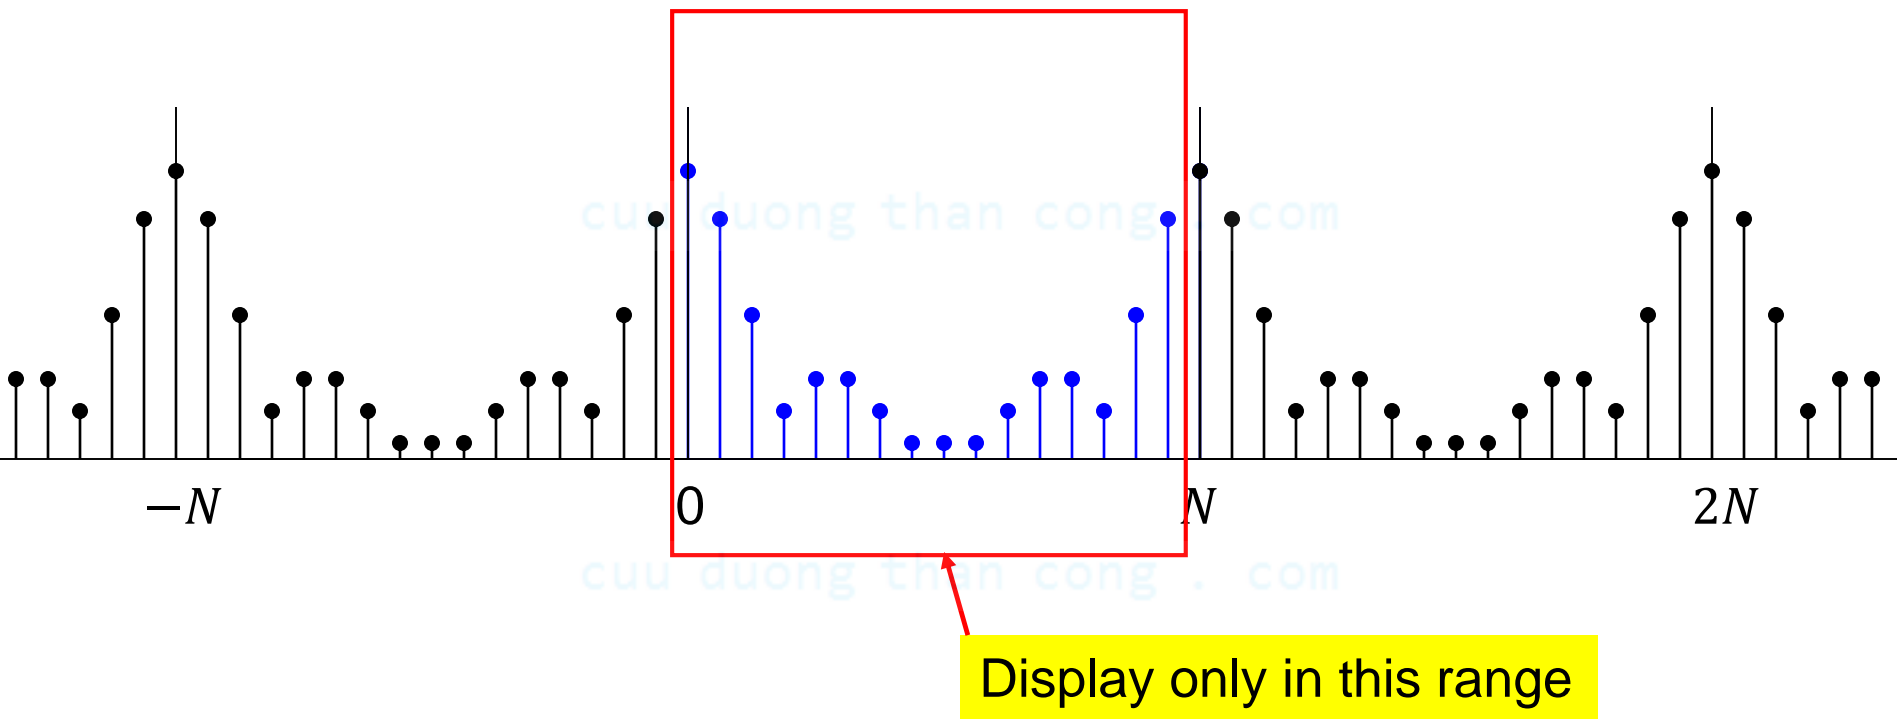 cuu duong than cong . com
−N 0 N 2N
cuu duong than cong . com
Display only in this range